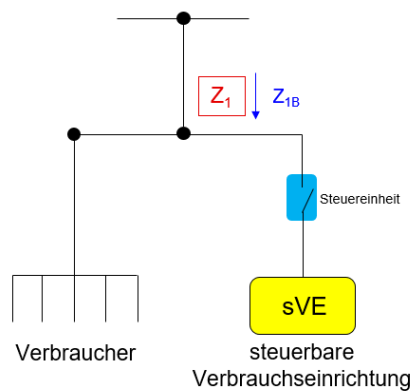 Z1
Z1B
Steuereinheit
sVE
Verbraucher
steuerbare
Verbrauchseinrichtung